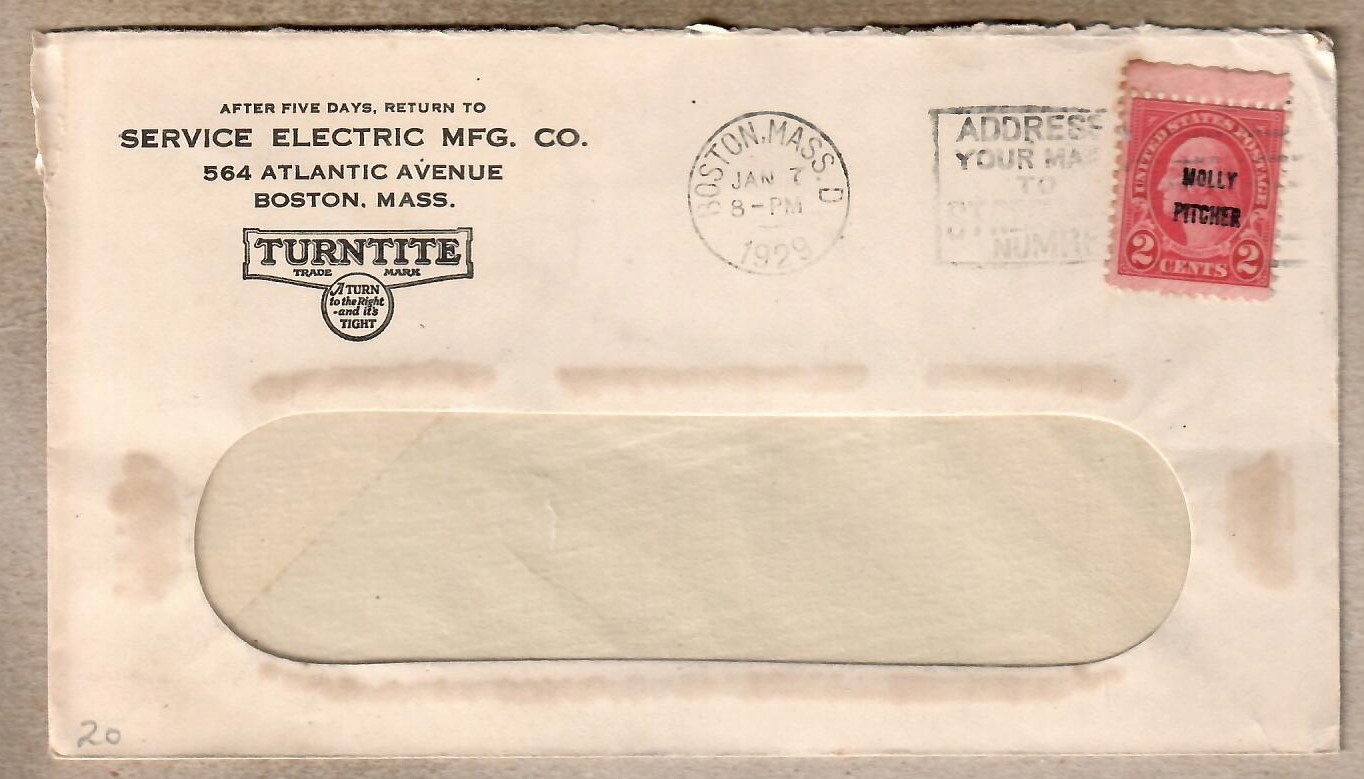 AFTER FIVE DAYS, RETURN TO
SERVICE ELECTRIC MFG. CO.
564 ATLANTIC AVENUE
BOSTON, MASS.
TURNTITE
TRADE MARK
A TURN
to the Right
-and it's
TIGHT
BOSTON, MASS. D
JAN 7
8-PM
1929
ADDRESS
YOUR
TO
UNITED STATES POSTAGE
MOLLY
PITCHER
2 CENTS 2
20